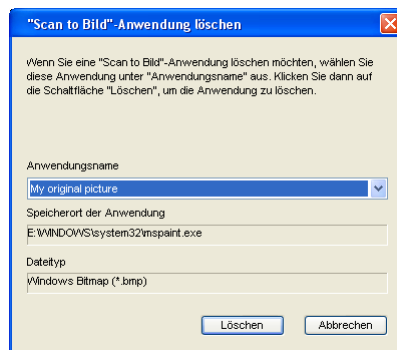 "Scan to Bild"-Anwendung löschen
Wenn Sie eine "Scan to Bild"-Anwendung löschen möchten, wählen Sie
diese Anwendung unter "Anwendungsname" aus. Klicken Sie dann auf
die Schaltfläche "Löschen", um die Anwendung zu löschen.
Anwendungsname
My original picture
Speicherort der Anwendung
E:\WINDOWS\system32\mspaint.exe
Dateityp
Windows Bitmap (*.bmp)
Löschen
Abbrechen